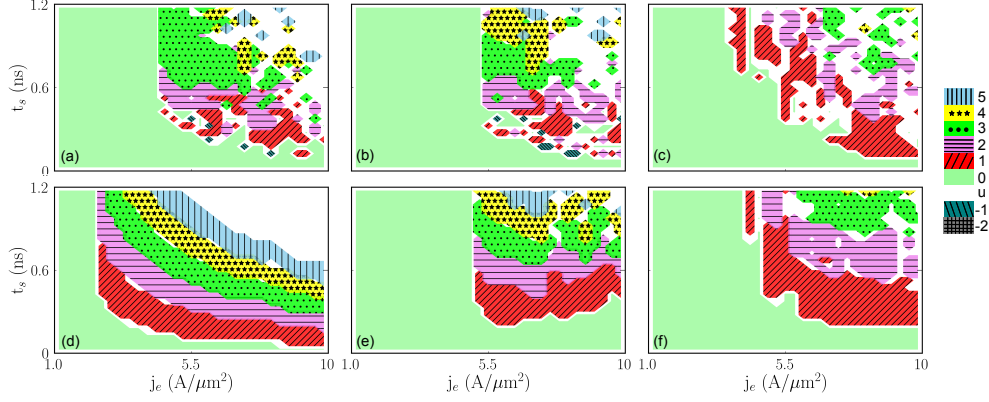 1.2
t_s (ns)
0.6
0
(a)
(b)
(c)
5
4
3
2
1
0
u
-1
-2
1.2
t_s (ns)
0.6
0
(d)
(e)
(f)
1.0
5.5
10
1.0
5.5
10
1.0
5.5
10
j_e (A/μm²)
j_e (A/μm²)
j_e (A/μm²)